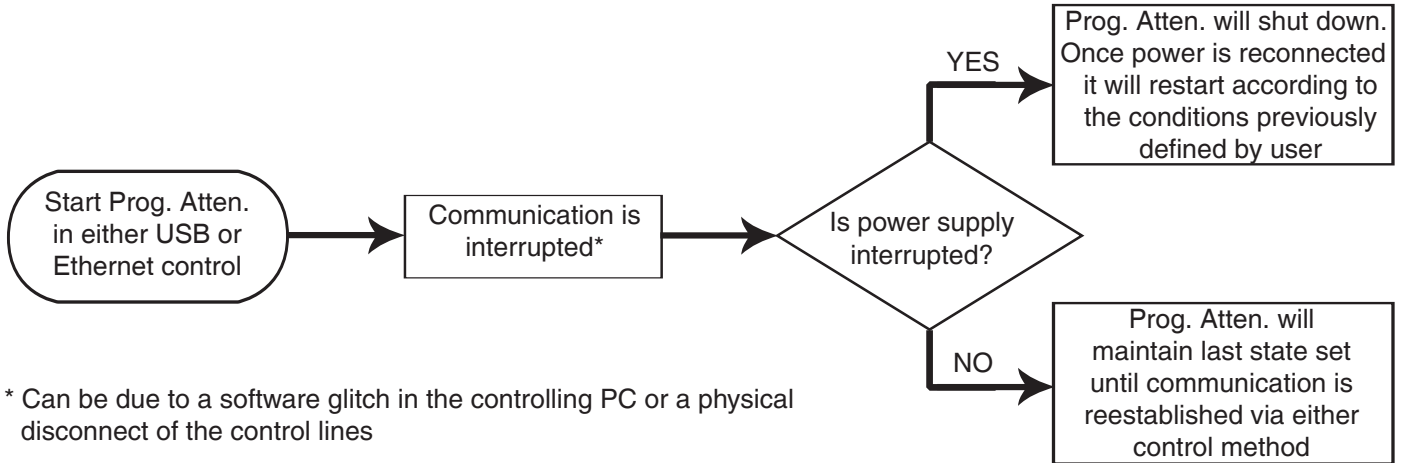 Start Prog. Atten.
in either USB or
Ethernet control
Communication is
interrupted*
Is power supply
interrupted?
YES
Prog. Atten. will shut down.
Once power is reconnected
it will restart according to
the conditions previously
defined by user
NO
Prog. Atten. will
maintain last state set
until communication is
reestablished via either
control method
* Can be due to a software glitch in the controlling PC or a physical
disconnect of the control lines